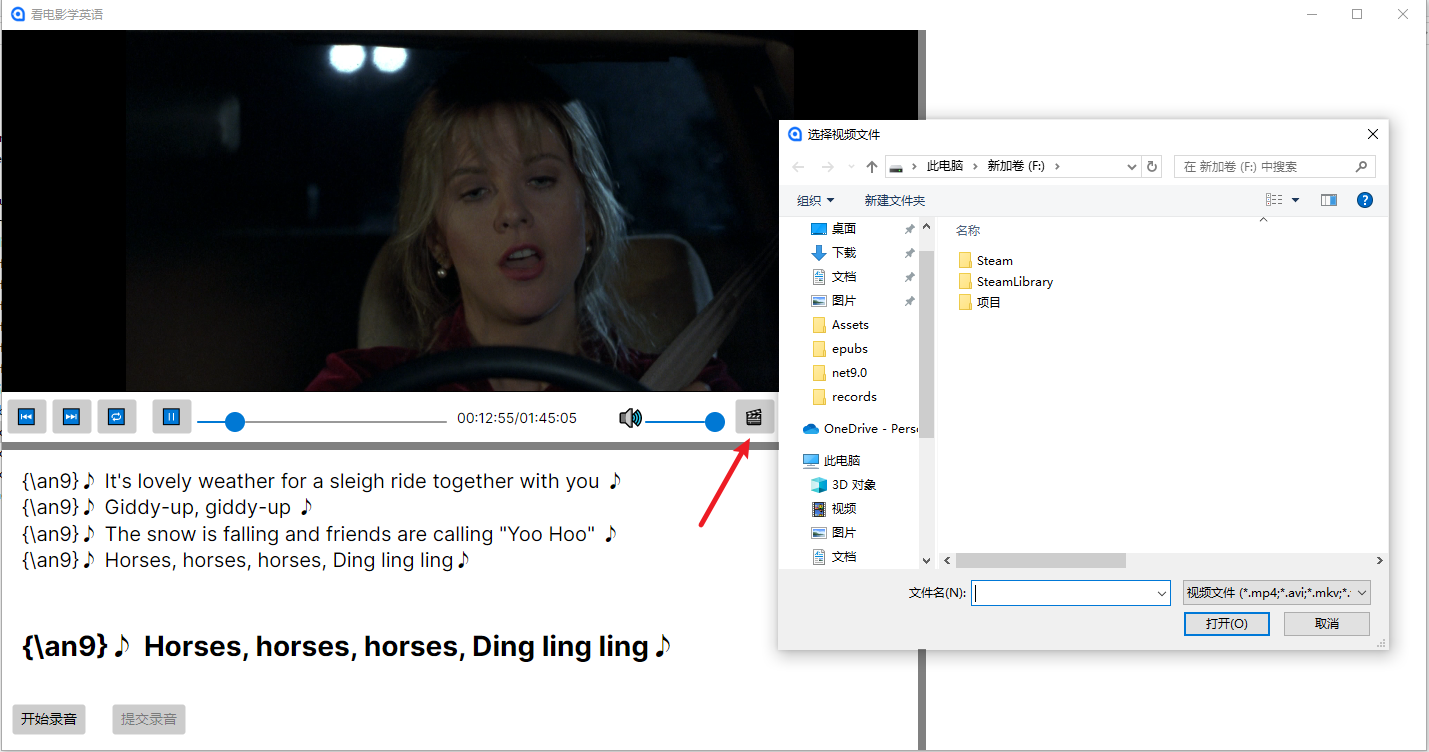 看电影学英语
00:12:55/01:45:05
{\an9}♪ It's lovely weather for a sleigh ride together with you ♪
{\an9}♪ Giddy-up, giddy-up ♪
{\an9}♪ The snow is falling and friends are calling "Yoo Hoo" ♪
{\an9}♪ Horses, horses, horses, Ding ling ling♪
{\an9}♪ Horses, horses, horses, Ding ling ling♪
开始录音 提交录音
选择视频文件
此电脑 › 新加卷 (F:) ›
在 新加卷 (F:) 中搜索
组织 新建文件夹
桌面
下载
文档
图片
Assets
epubs
net9.0
records
OneDrive - Pers
此电脑
3D 对象
视频
图片
文档
名称
Steam
SteamLibrary
项目
文件名(N):
视频文件 (*.mp4;*.avi;*.mkv;*.
打开(O) 取消